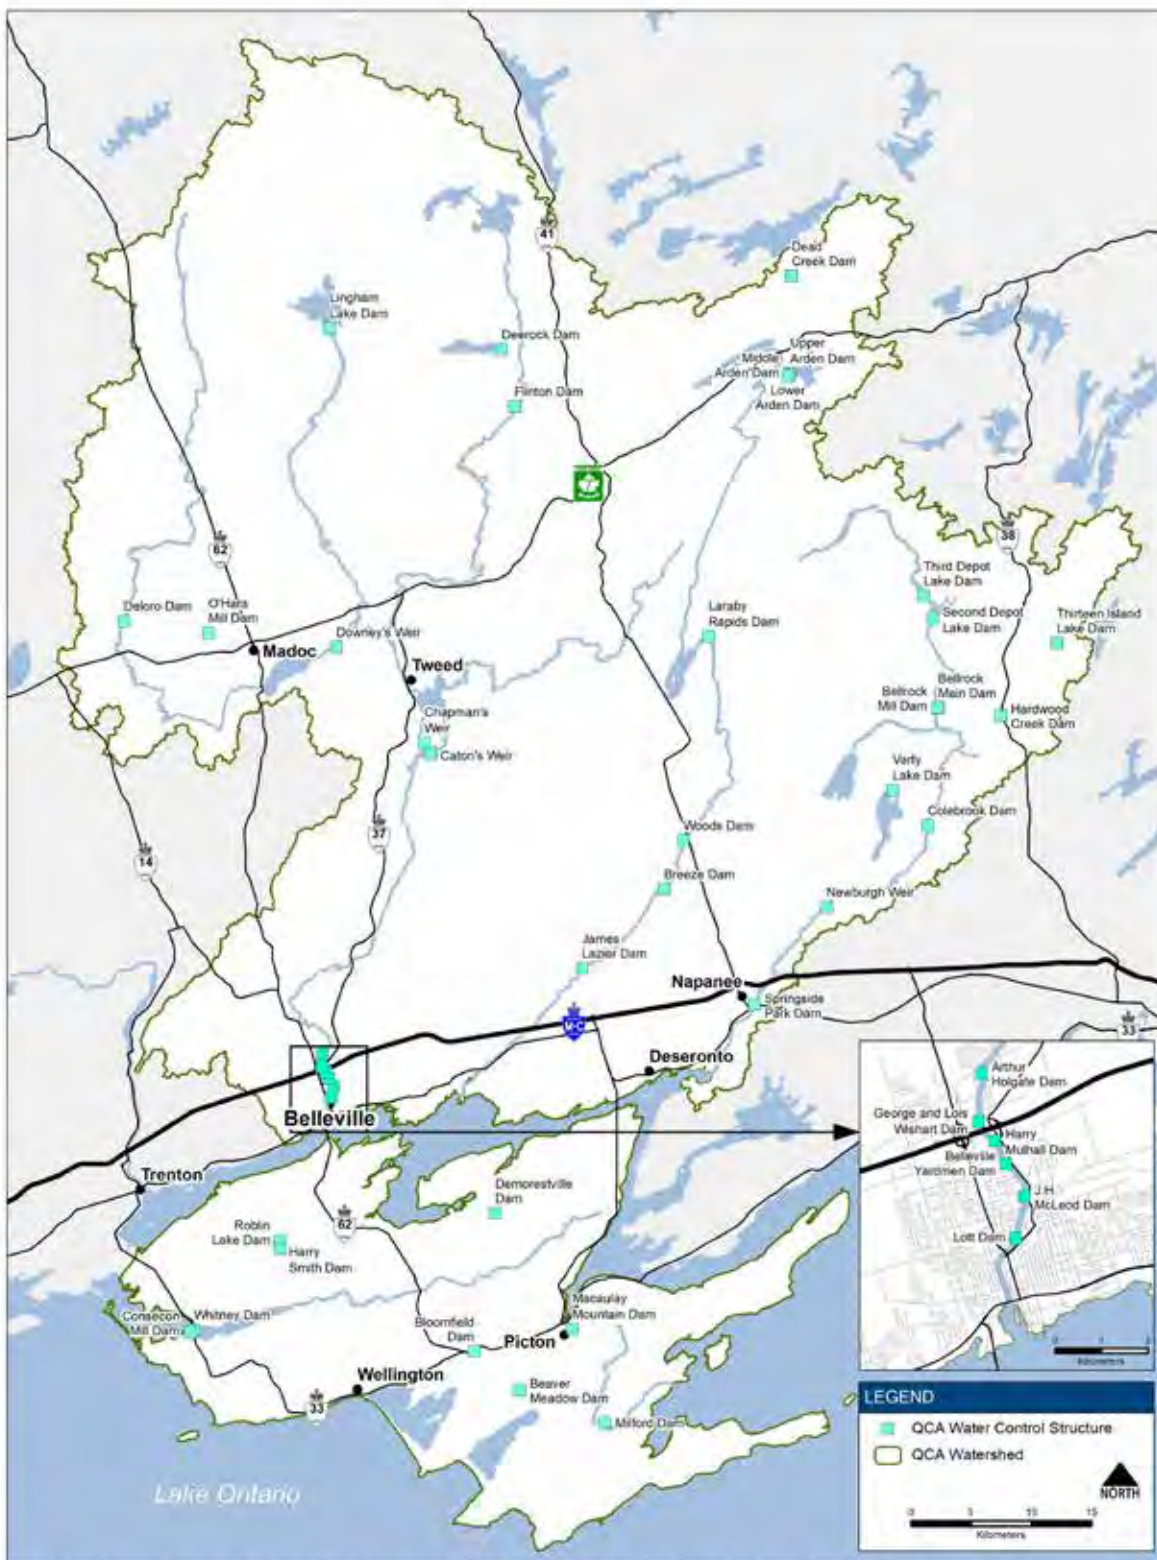 41
Dead
Creek Dam
Lingham
Lake Dam
Deerock Dam
Upper
Arden Dam
Middle
Arden Dam
Lower
Arden Dam
Flinton Dam
7
62
38
Third Depot
Lake Dam
Second Depot
Lake Dam
Thirteen Island
Lake Dam
Deloro Dam
O'Hara
Mill Dam
Madoc
Downey's Weir
Tweed
Laraby
Rapids Dam
Bellrock
Main Dam
Bellrock
Mill Dam
Hardwood
Creek Dam
Chapman's
Weir
Caton's Weir
Varty
Lake Dam
Colebrook Dam
37
14
Woods Dam
Breeze Dam
Newburgh Weir
James
Lazier Dam
Napanee
Springside
Park Dam
M-C
33
Deseronto
Belleville
Trenton
Demorestville
Dam
62
Roblin
Lake Dam
Harry
Smith Dam
Consecon
Mill Dam
Whitney Dam
Macaulay
Mountain Dam
Bloomfield
Dam
Picton
Wellington
33
Beaver
Meadow Dam
Milford Dam
Lake Ontario
Arthur
Holgate Dam
George and Lois
Wishart Dam
Harry
Mulhall Dam
Belleville
Yardmen Dam
J.H.
McLeod Dam
Lott Dam
0 1 2
Kilometers
LEGEND
QCA Water Control Structure
QCA Watershed
NORTH
0 5 10 15
Kilometers